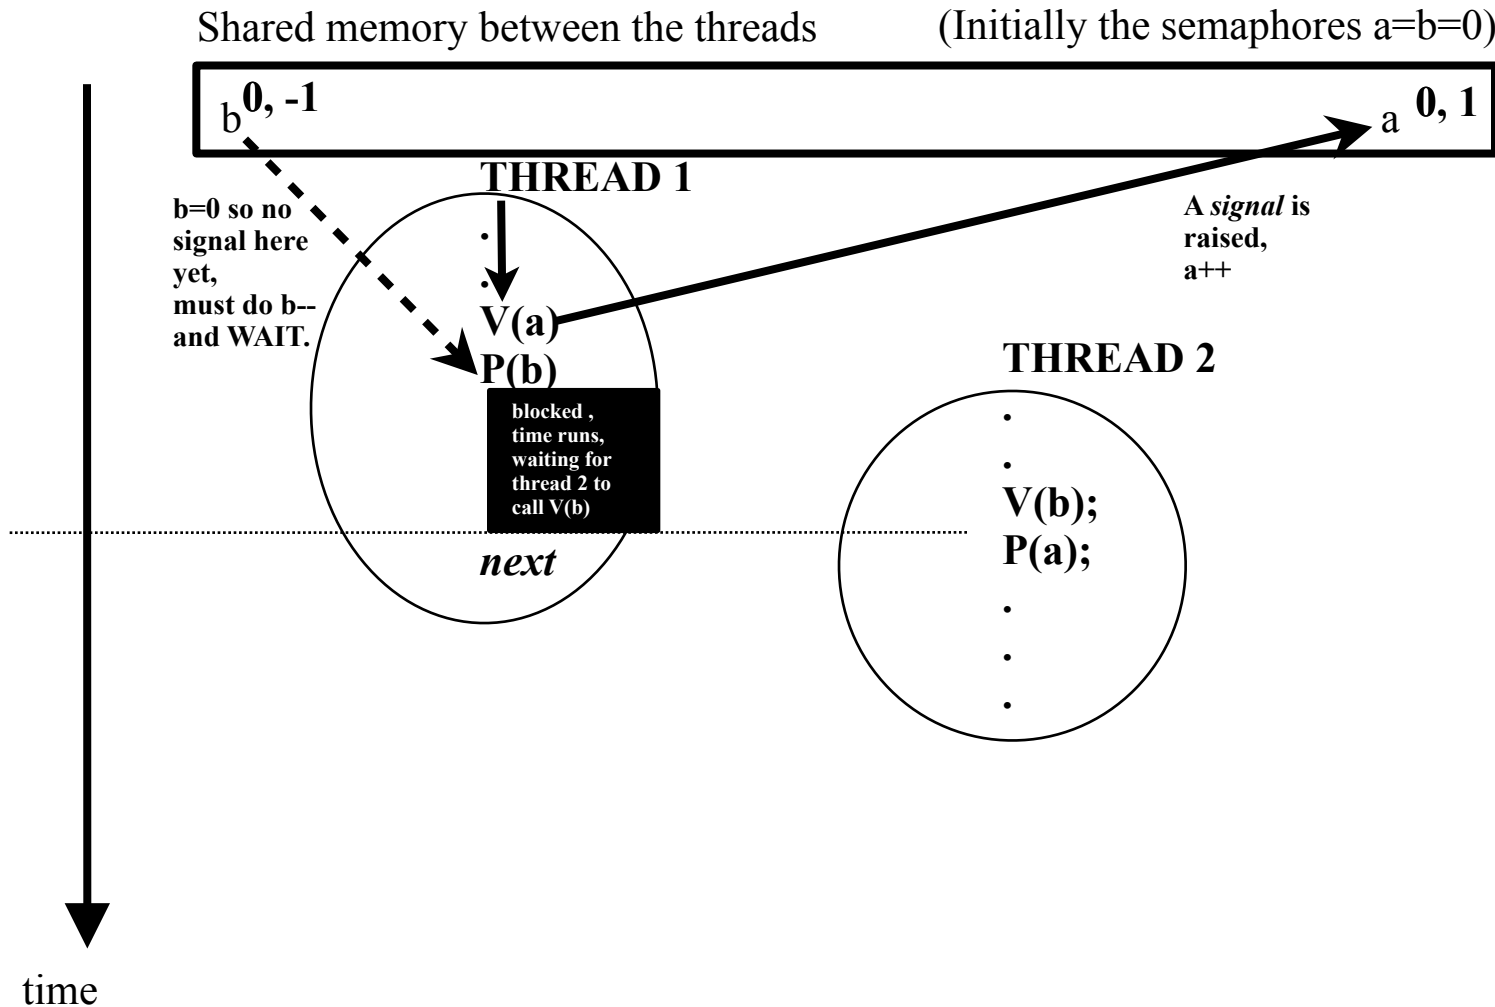 Shared memory between the threads
(Initially the semaphores a=b=0)
b 0, -1
a 0, 1
THREAD 1
b=0 so no
signal here
yet,
must do b--
and WAIT.
A signal is
raised,
a++
.
.
V(a)
P(b)
blocked ,
time runs,
waiting for
thread 2 to
call V(b)
next
THREAD 2
.
.
V(b);
P(a);
.
.
.
time